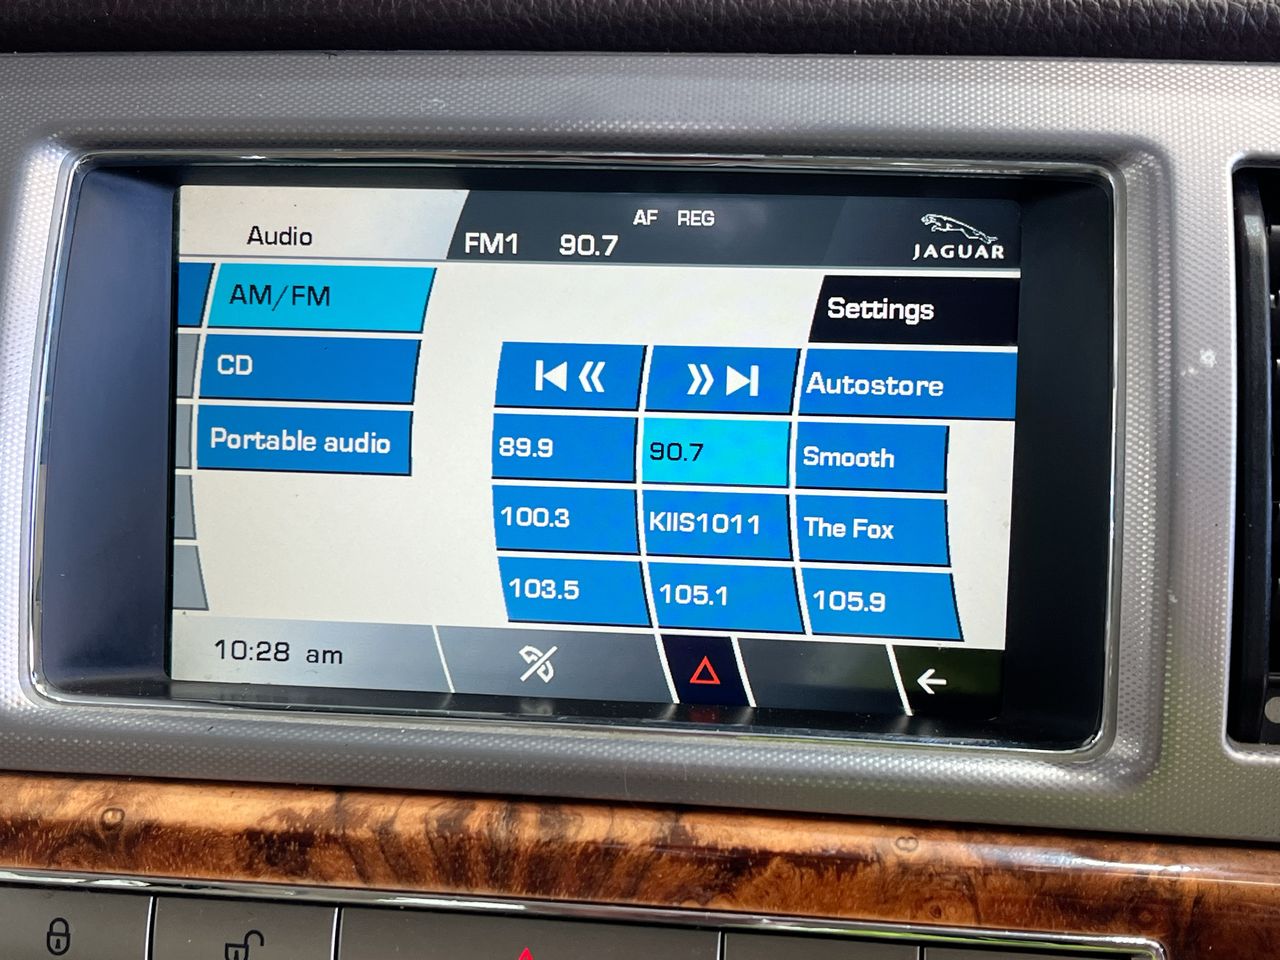 AF REG
Audio
FM1 90.7
JAGUAR
AM/FM
Settings
CD
Autostore
Portable audio
89.9
90.7
Smooth
100.3
KIIS1011
The Fox
103.5
105.1
105.9
10:28 am